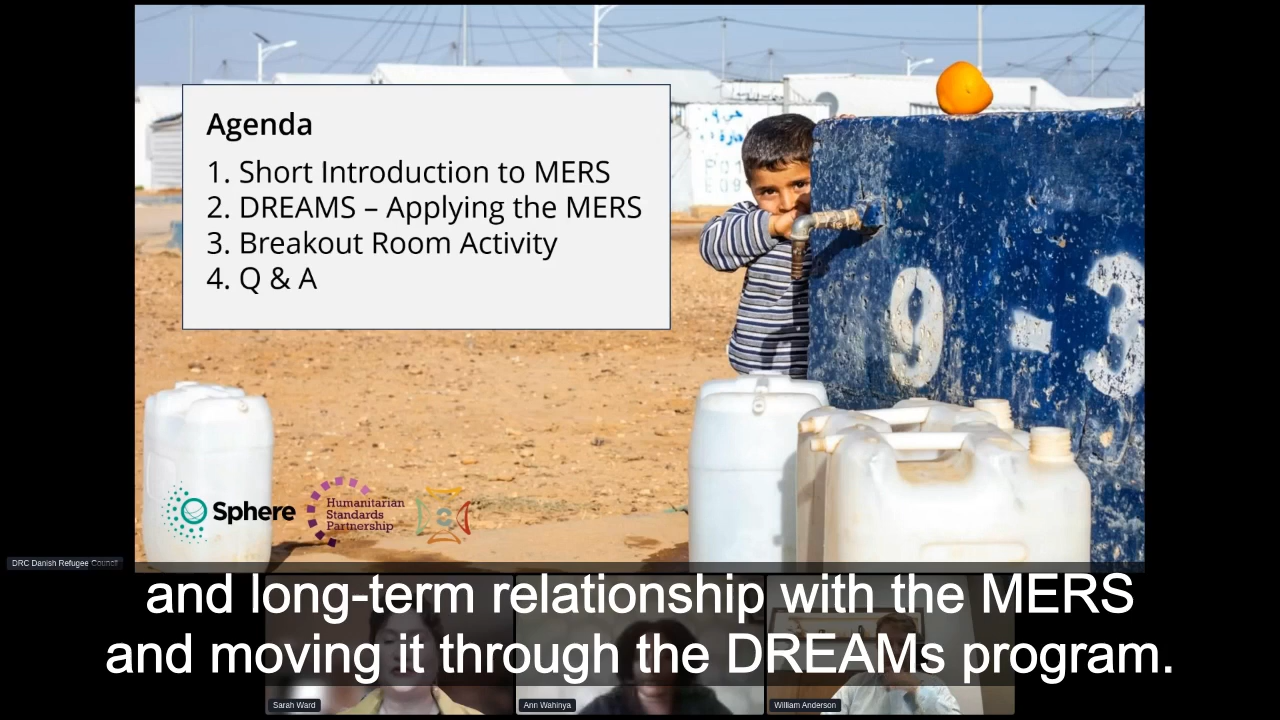 Agenda
1. Short Introduction to MERS
2. DREAMS – Applying the MERS
3. Breakout Room Activity
4. Q & A
9-3
Sphere
Humanitarian
Standards
Partnership
DRC Danish Refugee Council
and long-term relationship with the MERS
and moving it through the DREAMs program.
Sarah Ward
Ann Wahinya
William Anderson